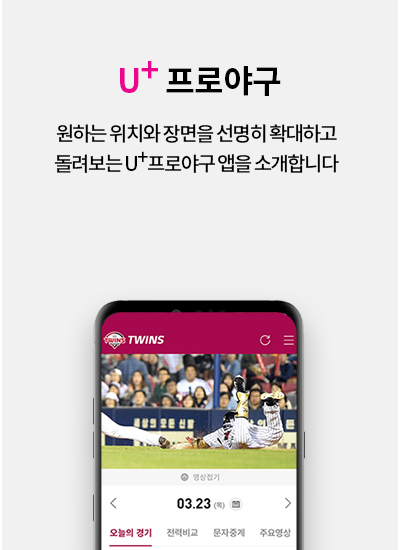 U+ 프로야구
원하는 위치와 장면을 선명히 확대하고
돌려보는 U+프로야구 앱을 소개합니다
TWINS TWINS
영상접기
03.23 (목)
오늘의 경기 전력비교 문자중계 주요영상